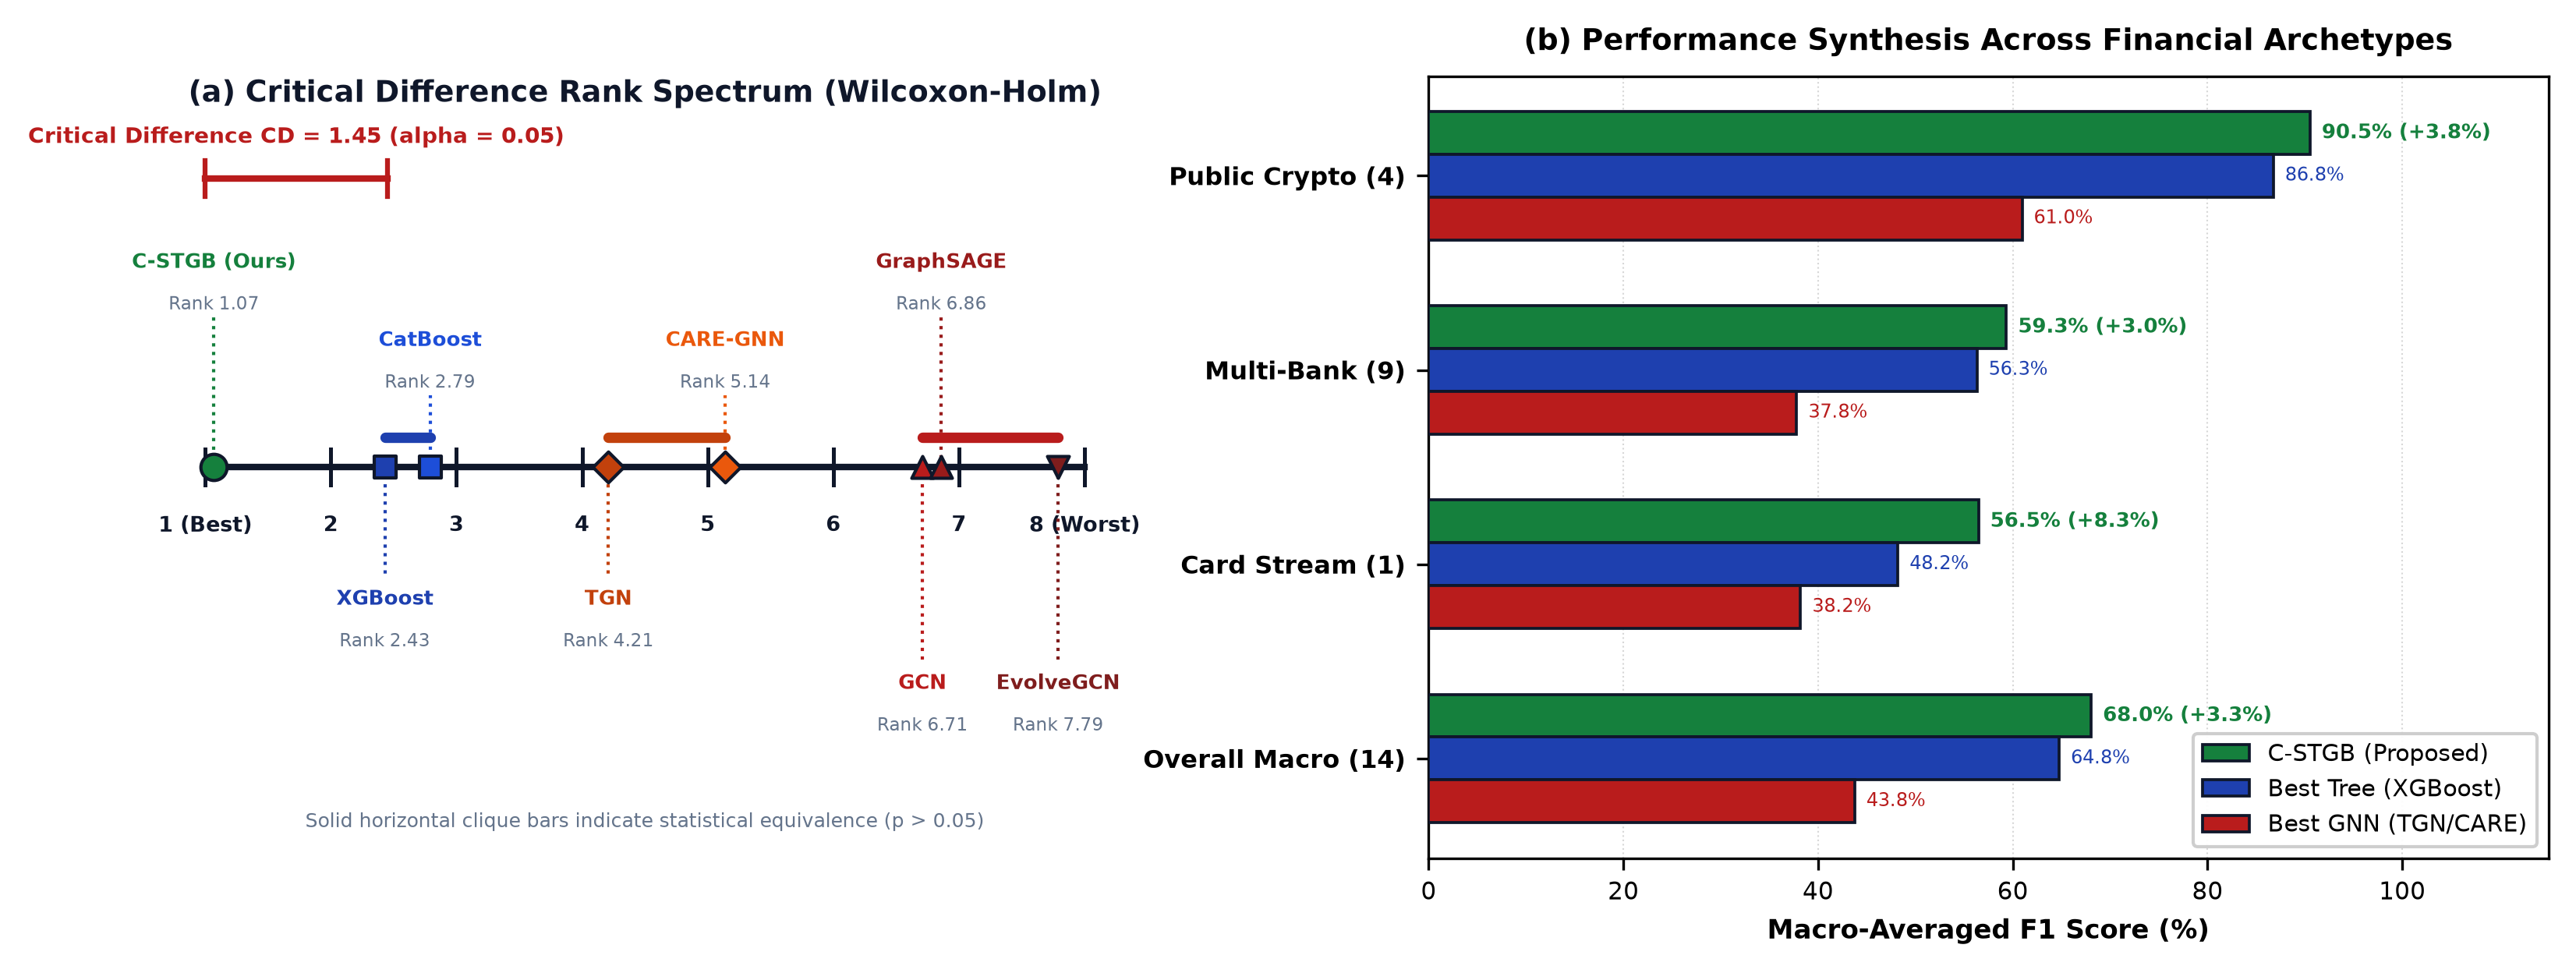 (a) Critical Difference Rank Spectrum (Wilcoxon-Holm)
Critical Difference CD = 1.45 (alpha = 0.05)
C-STGB (Ours)
Rank 1.07
GraphSAGE
Rank 6.86
CatBoost
Rank 2.79
CARE-GNN
Rank 5.14
1 (Best)
2
3
4
5
6
7
8 (Worst)
XGBoost
Rank 2.43
TGN
Rank 4.21
GCN
Rank 6.71
EvolveGCN
Rank 7.79
Solid horizontal clique bars indicate statistical equivalence (p > 0.05)
(b) Performance Synthesis Across Financial Archetypes
Public Crypto (4)
90.5% (+3.8%)
86.8%
61.0%
Multi-Bank (9)
59.3% (+3.0%)
56.3%
37.8%
Card Stream (1)
56.5% (+8.3%)
48.2%
38.2%
Overall Macro (14)
68.0% (+3.3%)
64.8%
43.8%
C-STGB (Proposed)
Best Tree (XGBoost)
Best GNN (TGN/CARE)
0
20
40
60
80
100
Macro-Averaged F1 Score (%)